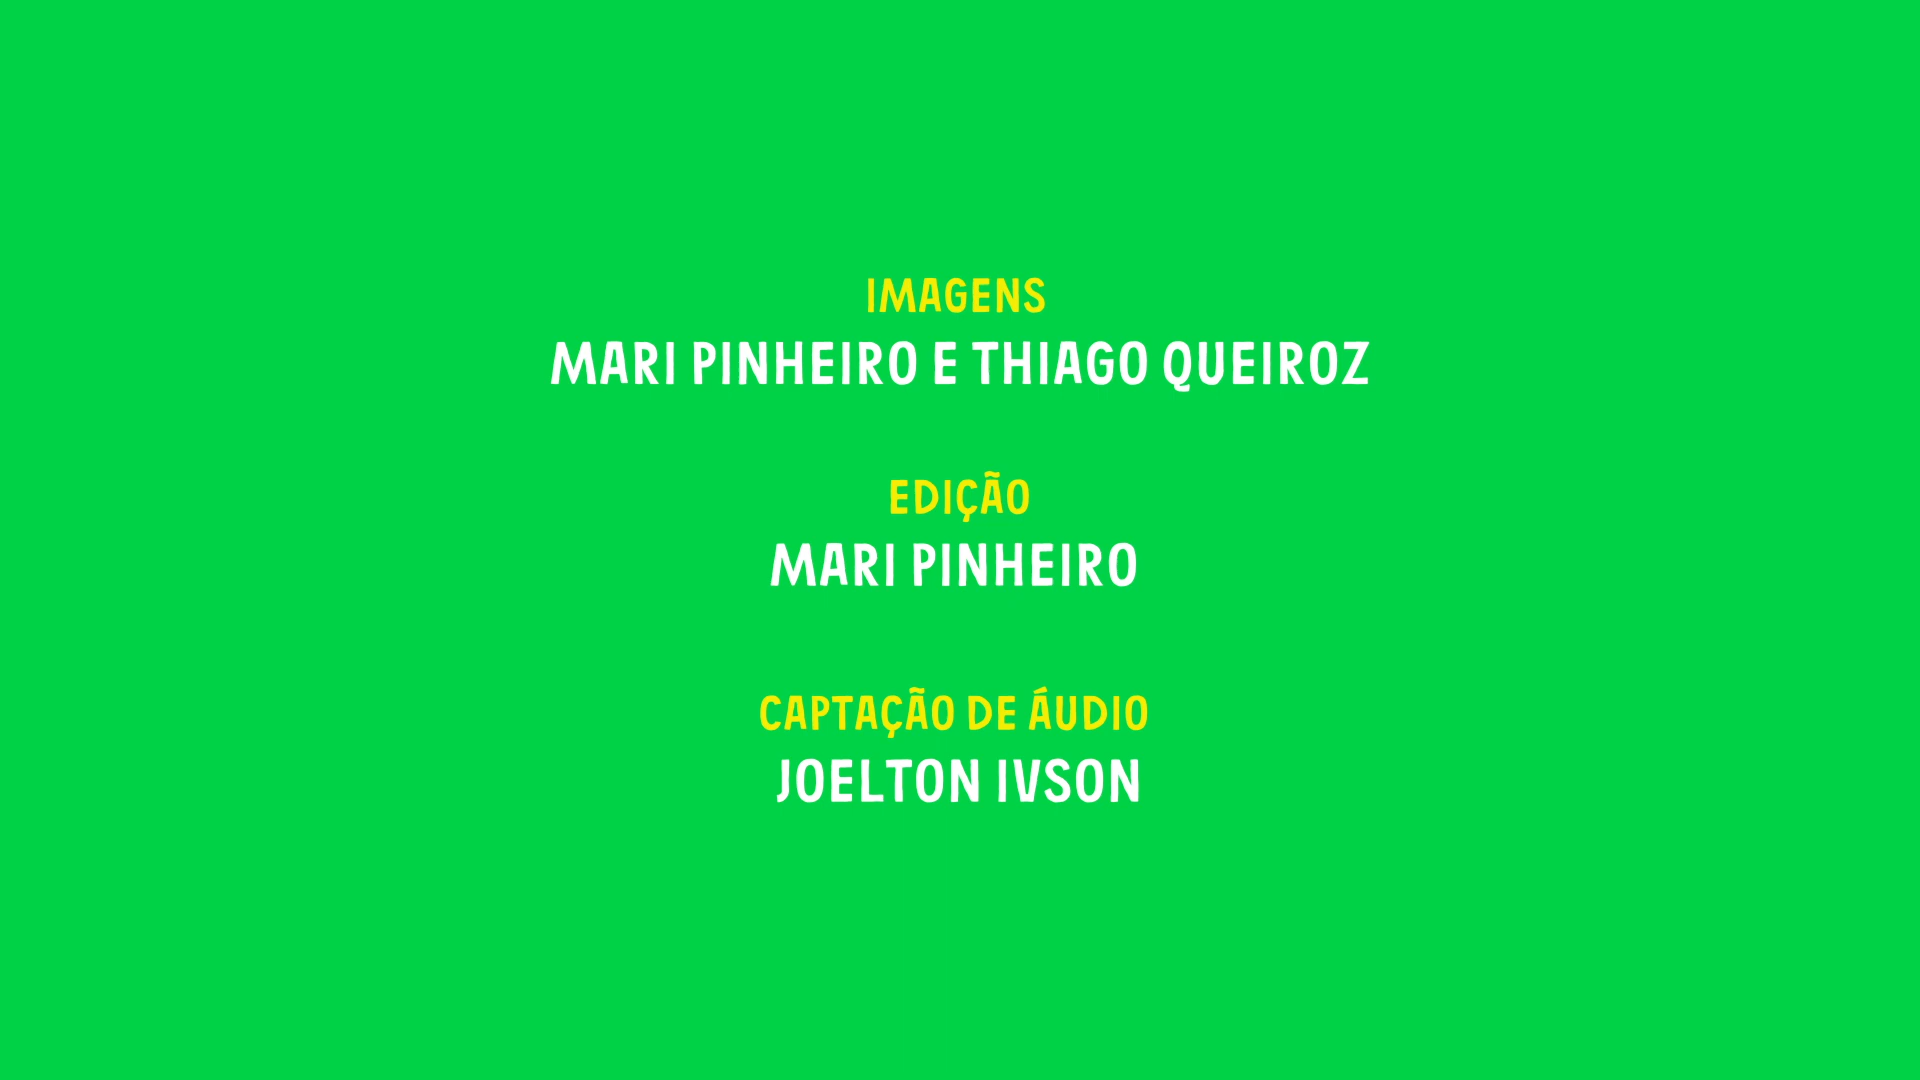 IMAGENS
MARI PINHEIRO E THIAGO QUEIROZ
EDIÇÃO
MARI PINHEIRO
CAPTAÇÃO DE ÁUDIO
JOELTON IVSON